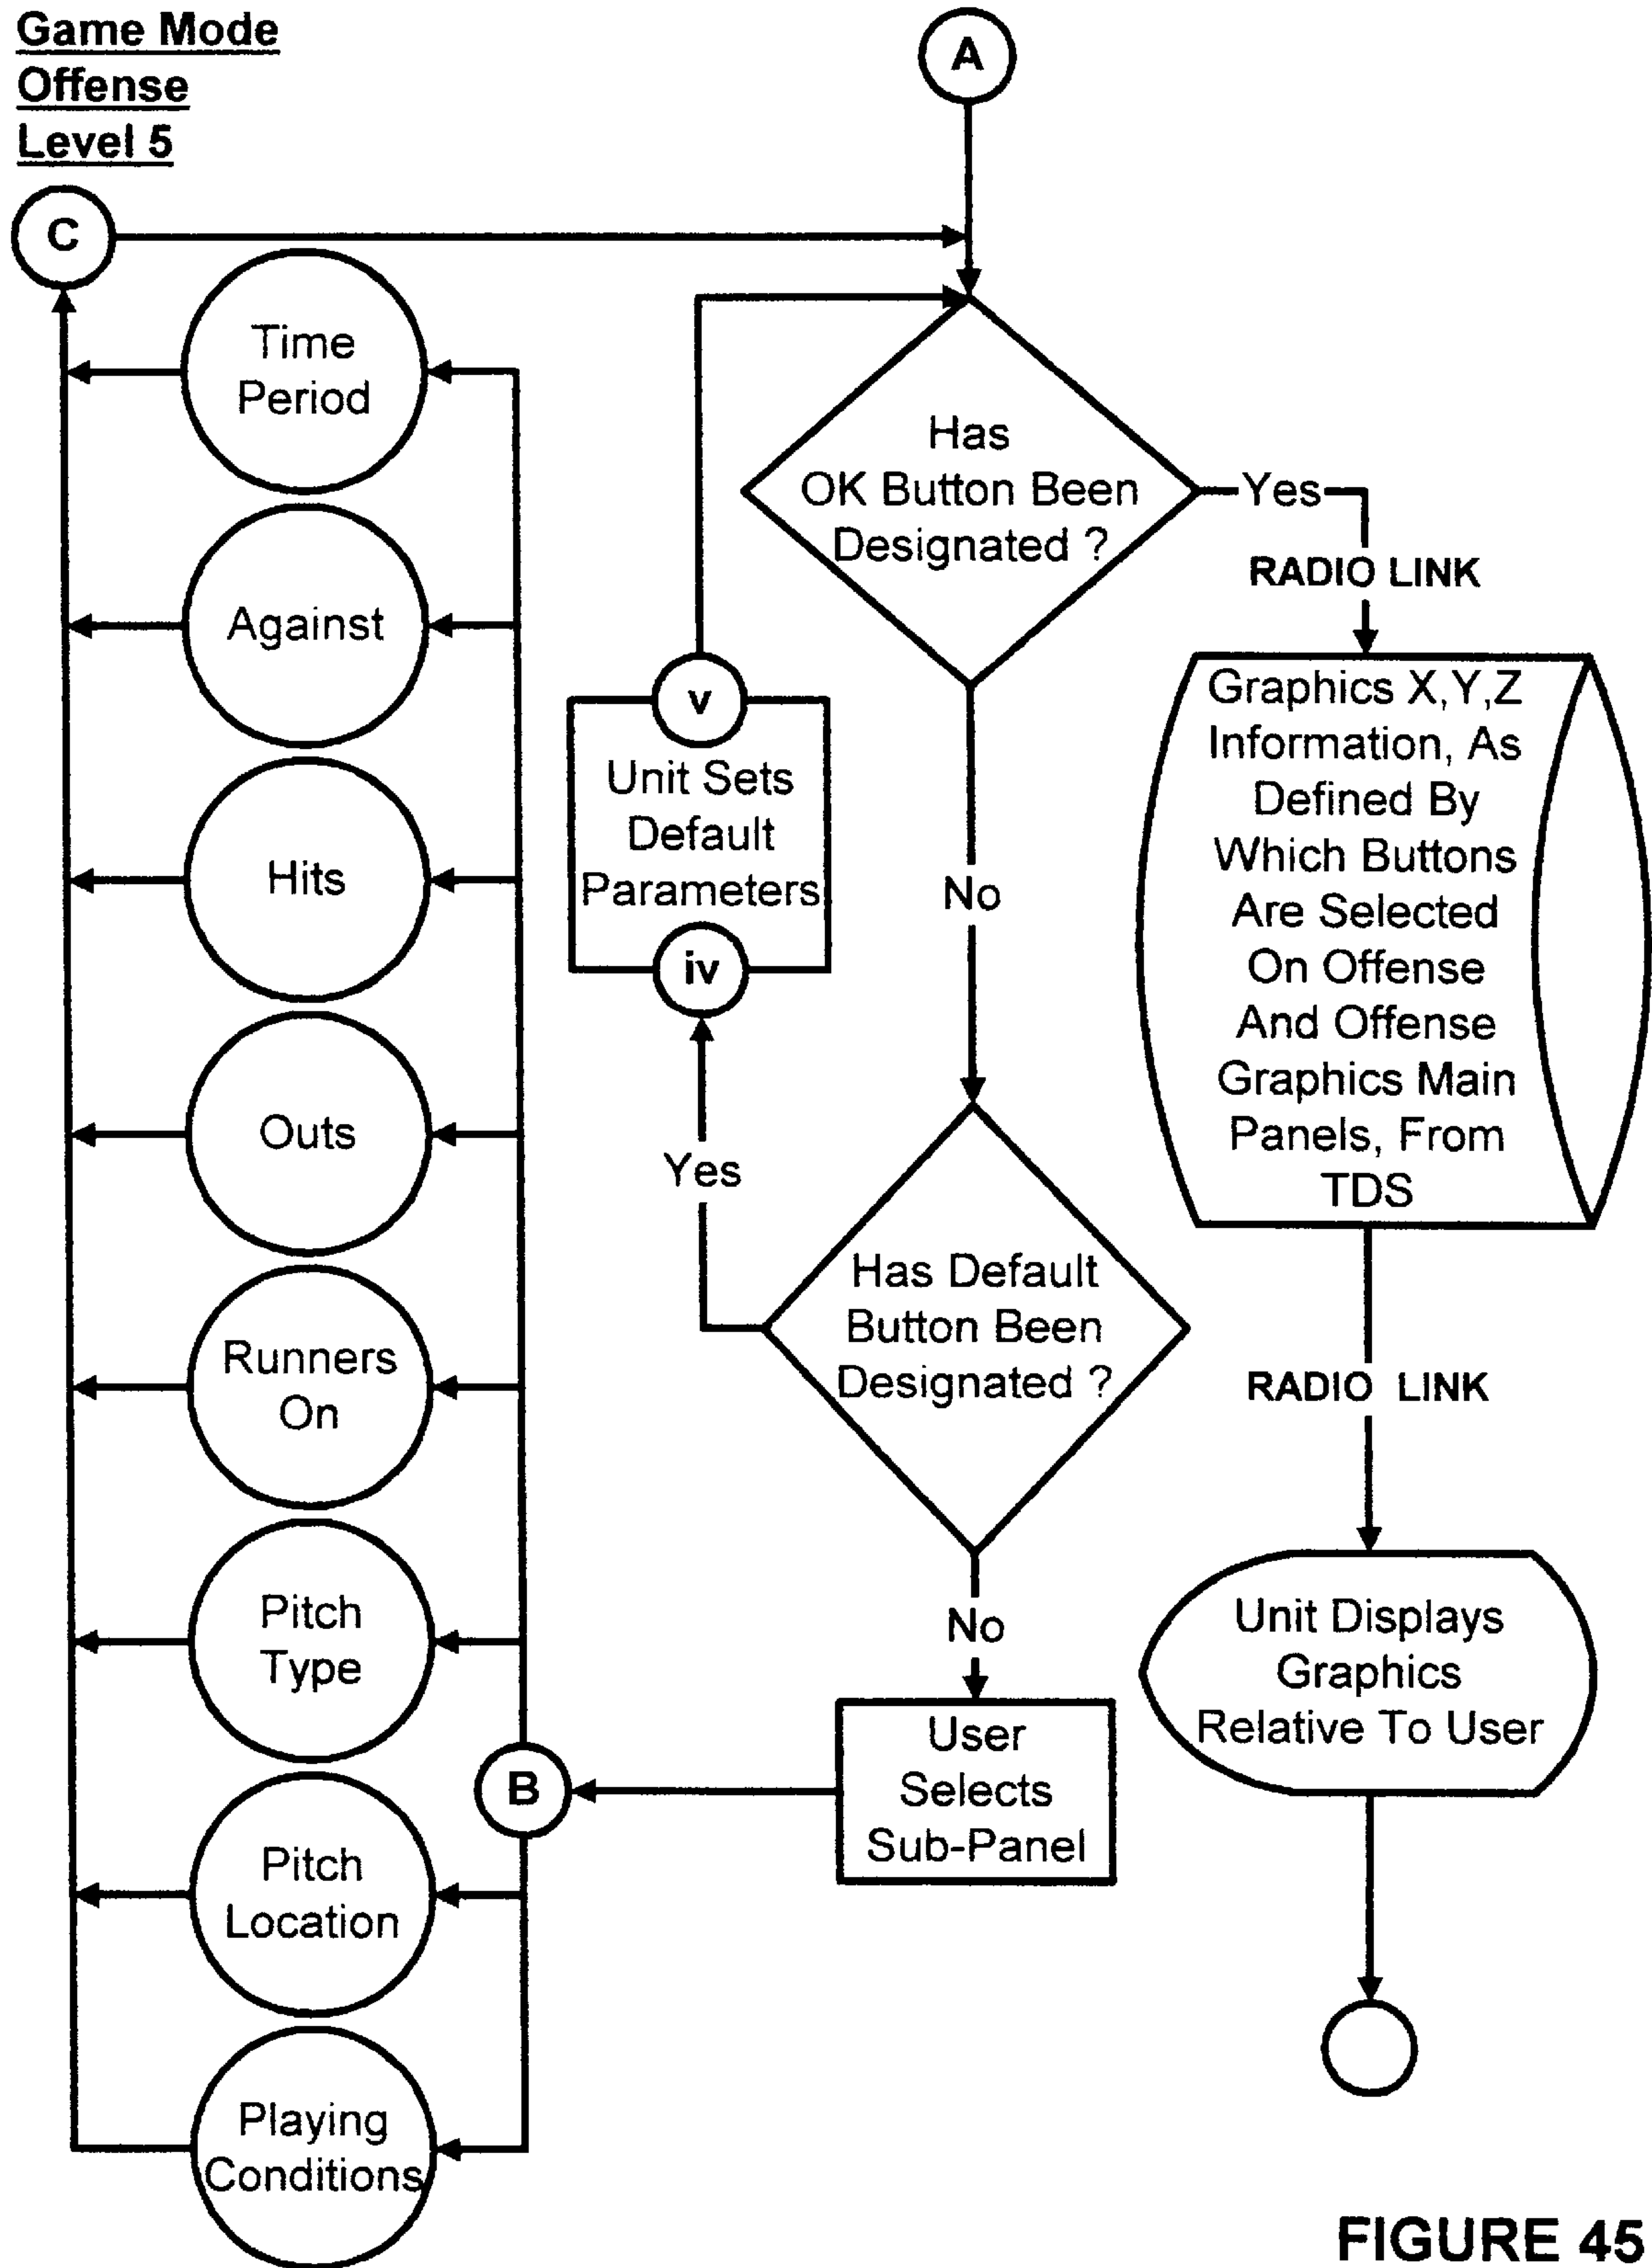 Game Mode
Offense
Level 5
A
C
Time
Period
Against
Hits
Outs
Runners
On
Pitch
Type
Pitch
Location
Playing
Conditions
B
v
Unit Sets
Default
Parameters
iv
Yes
Has
OK Button Been
Designated ?
No
Has Default
Button Been
Designated ?
No
User
Selects
Sub-Panel
Yes
RADIO LINK
Graphics X,Y,Z
Information, As
Defined By
Which Buttons
Are Selected
On Offense
And Offense
Graphics Main
Panels, From
TDS
RADIO LINK
Unit Displays
Graphics
Relative To User
FIGURE 45